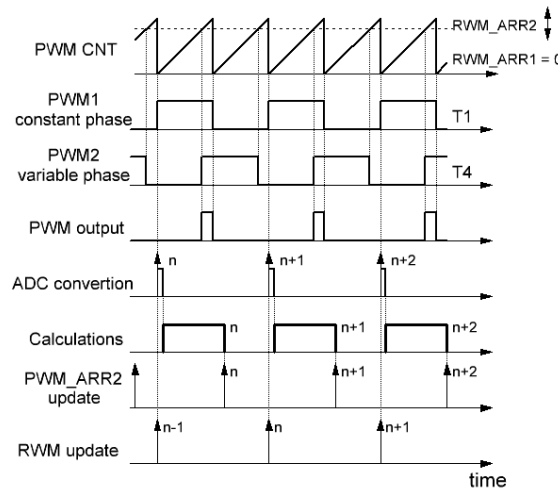 RWM_ARR2
PWM CNT
RWM_ARR1 = 0
PWM1
constant phase
T1
PWM2
variable phase
T4
PWM output
n
n+1
n+2
ADC convertion
Calculations
n
n+1
n+2
PWM_ARR2
update
n
n+1
n+2
RWM update
n-1
n
n+1
time